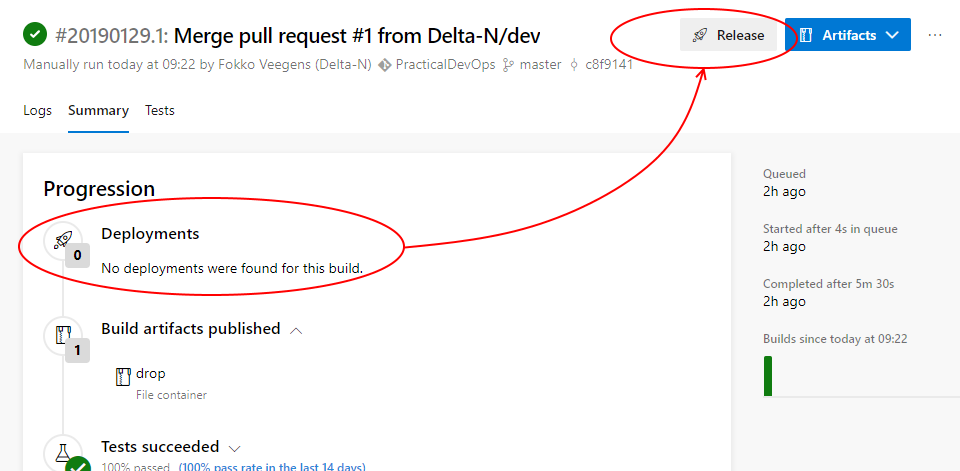 #20190129.1: Merge pull request #1 from Delta-N/dev
Release
Artifacts
Manually run today at 09:22 by Fokko Veegens (Delta-N) PracticalDevOps master c8f9141
Logs Summary Tests
Progression
Deployments
0
No deployments were found for this build.
Build artifacts published
1
drop
File container
Tests succeeded
100% passed (100% pass rate in the last 14 days)
Queued
2h ago
Started after 4s in queue
2h ago
Completed after 5m 30s
2h ago
Builds since today at 09:22